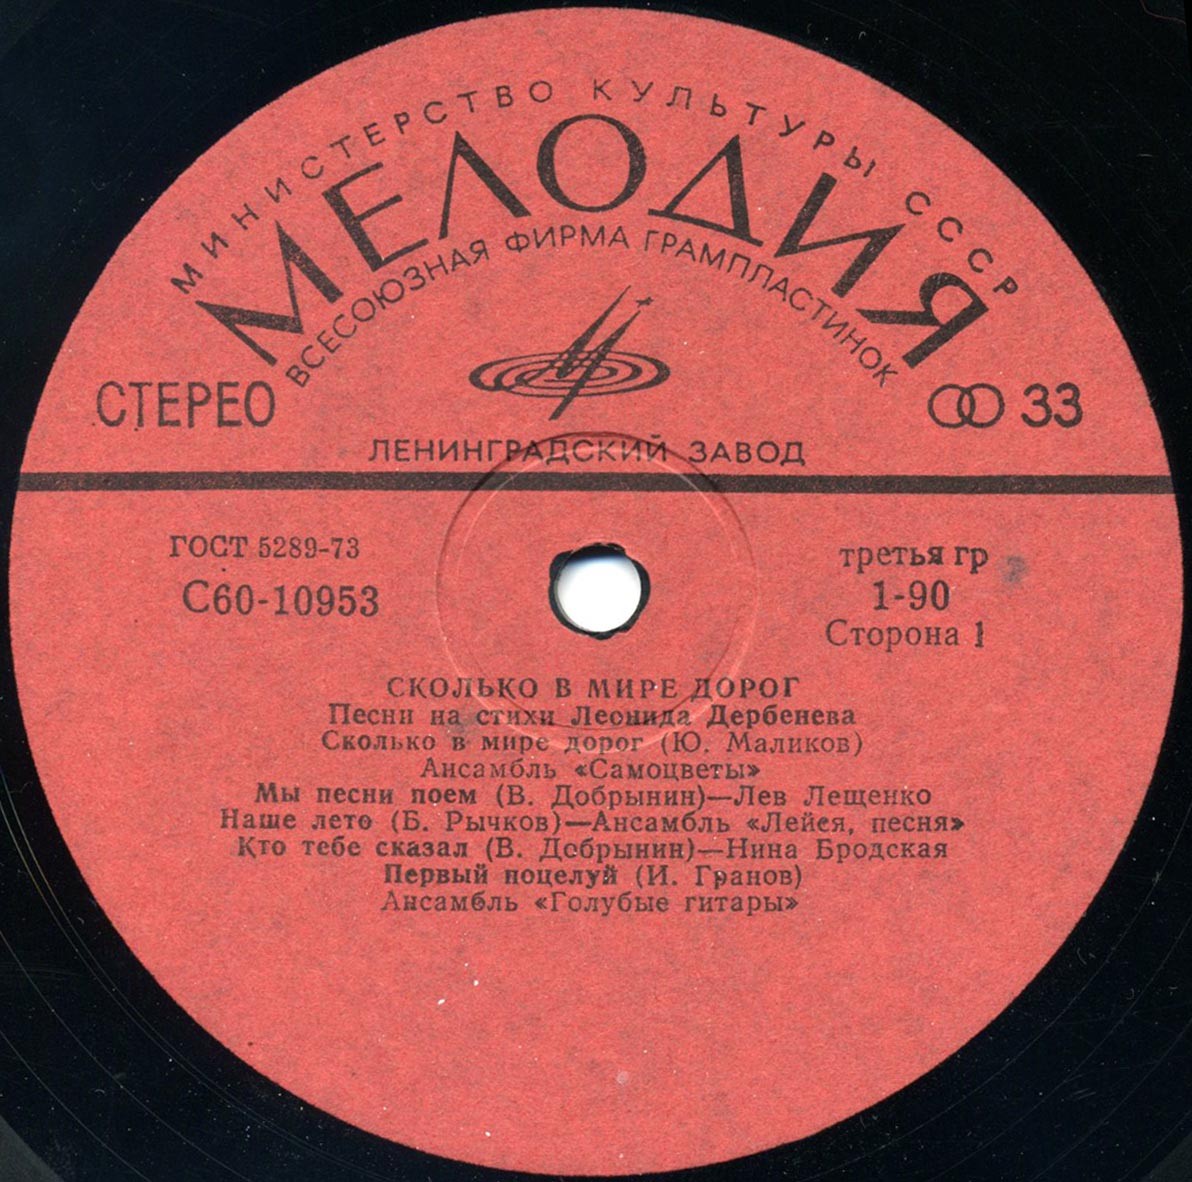 МИНИСТЕРСТВО КУЛЬТУРЫ СССР
МЕЛОДИЯ
ВСЕСОЮЗНАЯ ФИРМА ГРАМПЛАСТИНОК
СТЕРЕО
33
ЛЕНИНГРАДСКИЙ ЗАВОД
ГОСТ 5289-73
С60-10953
третья гр
1-90
Сторона 1
СКОЛЬКО В МИРЕ ДОРОГ
Песни на стихи Леонида Дербенева
Сколько в мире дорог (Ю. Маликов)
Ансамбль «Самоцветы»
Мы песни поем (В. Добрынин)—Лев Лещенко
Наше лето (Б. Рычков)—Ансамбль «Лейся, песня»
Кто тебе сказал (В. Добрынин)—Нина Бродская
Первый поцелуй (И. Гранов)
Ансамбль «Голубые гитары»